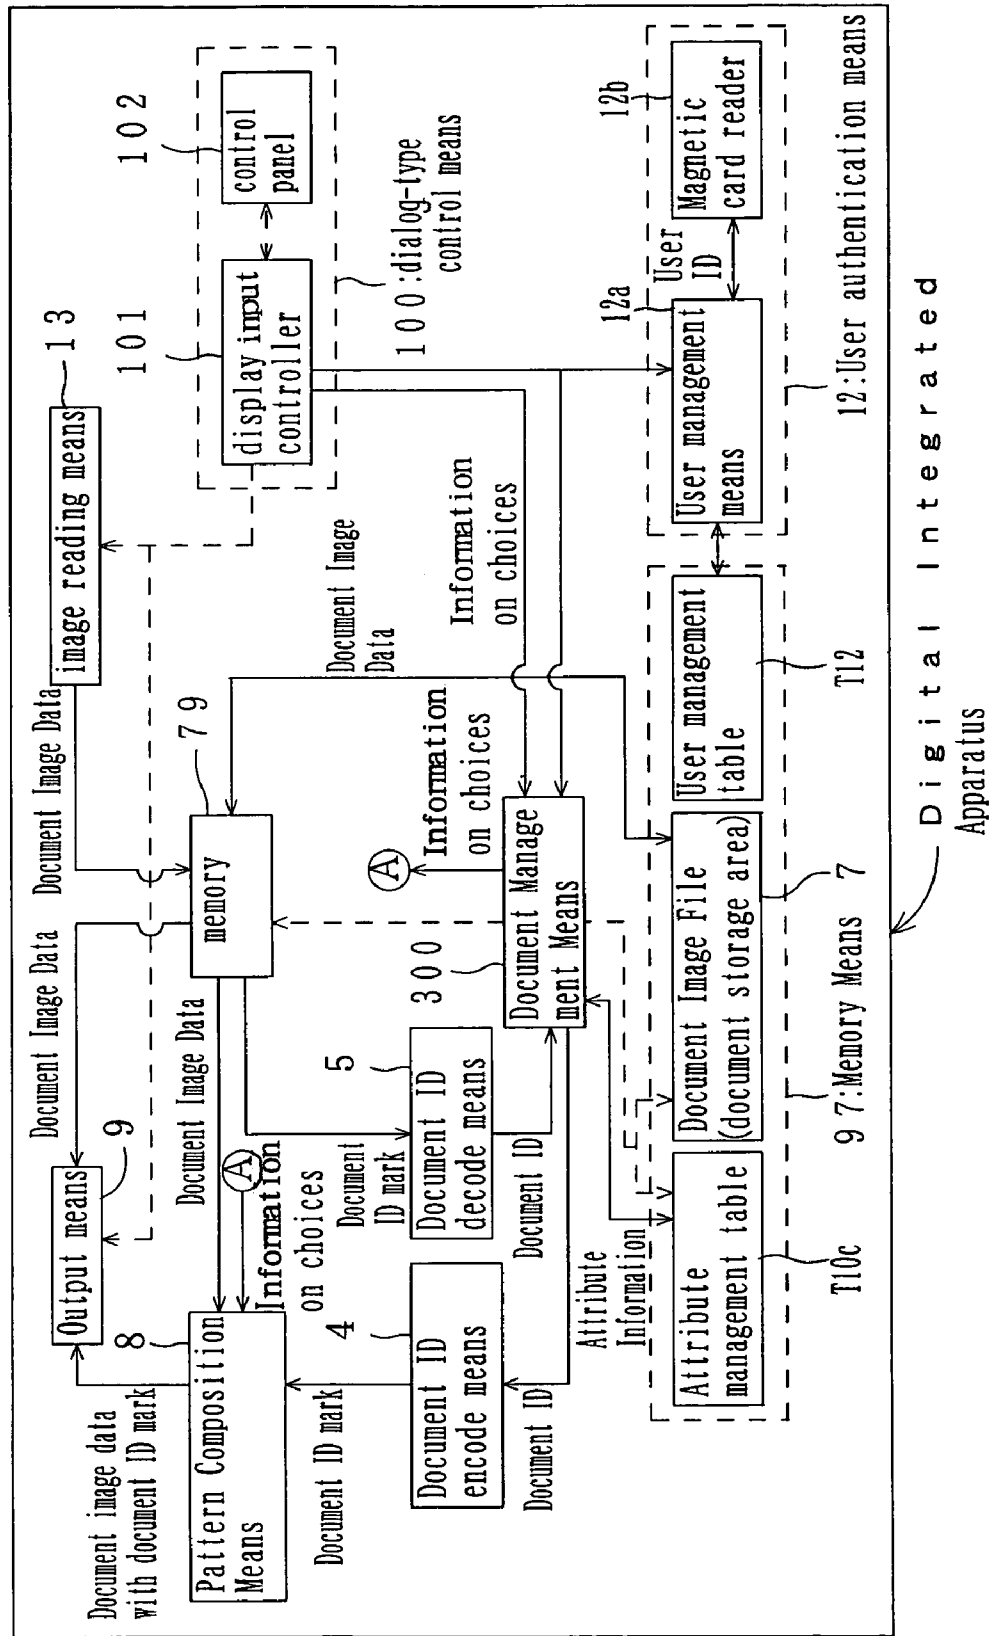 Document image data
with document ID mark
Output means
9
Document Image Data
Document Image Data
image reading means
13
8
Pattern Composition
Means
Document Image Data
memory
79
101
display input
controller
102
control
panel
100:dialog-type
control means
A
Information
on choices
Document ID mark
Document
ID mark
Document Image
Data
4
Document ID
encode means
5
Document ID
decode means
A
Information
on choices
Information
on choices
300
Document Manage
ment Means
Document ID
Document ID
Attribute
Information
Attribute
management table
T10c
Document Image File
(document storage area)
7
User management
table
T12
97:Memory Means
12a
User management
means
User
ID
12b
Magnetic
card reader
12:User authentication means
Digital Integrated
Apparatus